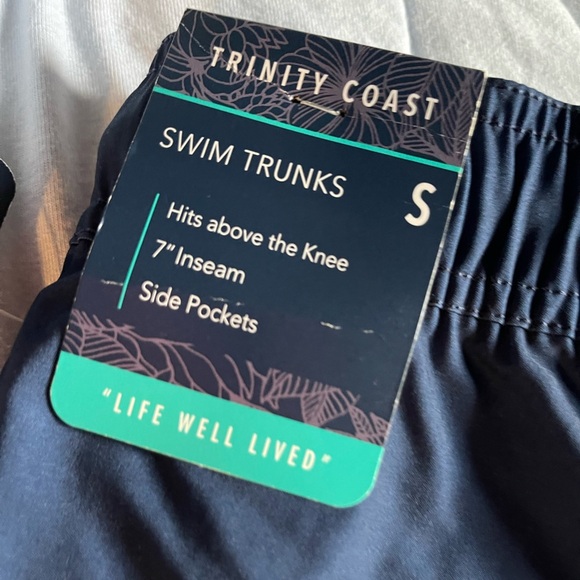 TRINITY COAST
SWIM TRUNKS
S
Hits above the Knee
7" Inseam
Side Pockets
"LIFE WELL LIVED"